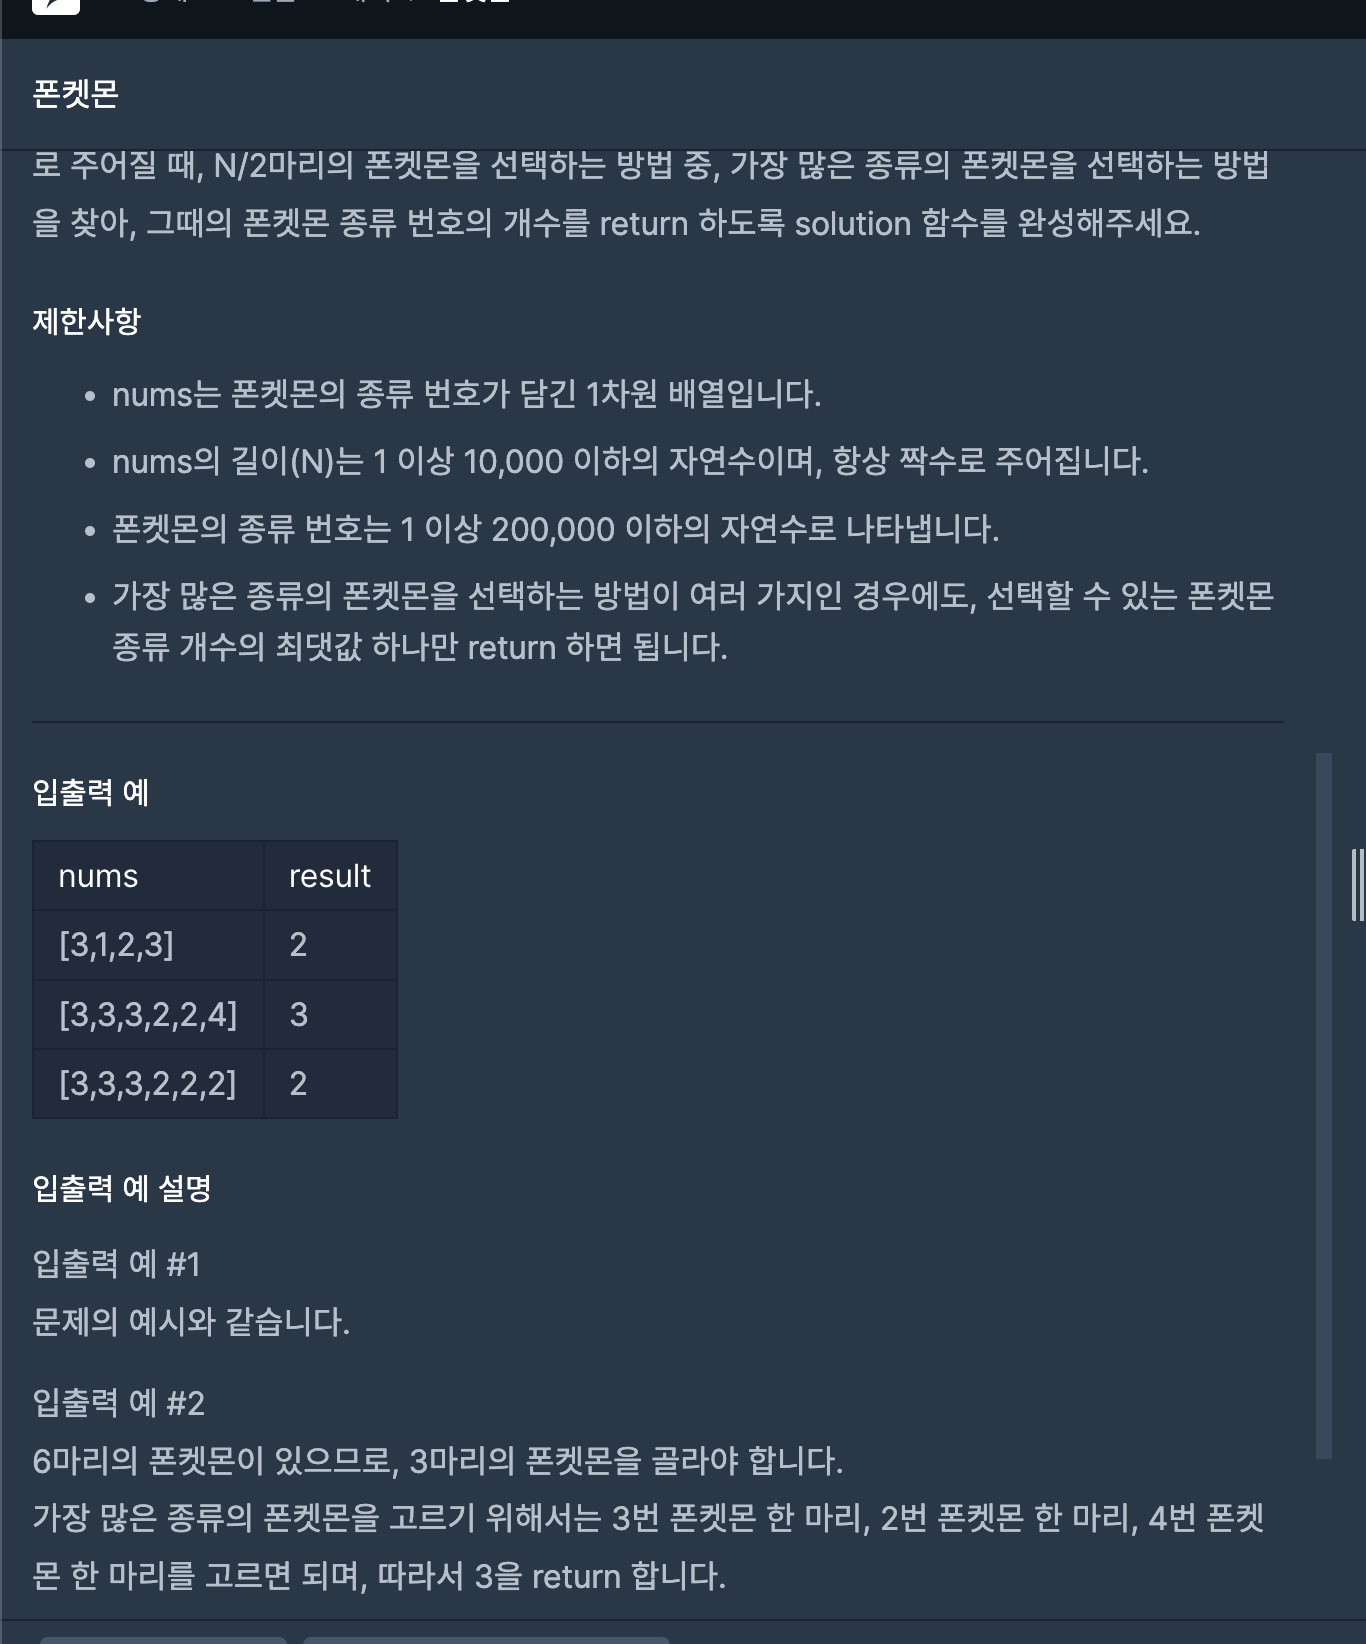 폰켓몬
로 주어질 때, N/2마리의 폰켓몬을 선택하는 방법 중, 가장 많은 종류의 폰켓몬을 선택하는 방법
을 찾아, 그때의 폰켓몬 종류 번호의 개수를 return 하도록 solution 함수를 완성해주세요.
제한사항
• nums는 폰켓몬의 종류 번호가 담긴 1차원 배열입니다.
• nums의 길이(N)는 1 이상 10,000 이하의 자연수이며, 항상 짝수로 주어집니다.
• 폰켓몬의 종류 번호는 1 이상 200,000 이하의 자연수로 나타냅니다.
• 가장 많은 종류의 폰켓몬을 선택하는 방법이 여러 가지인 경우에도, 선택할 수 있는 폰켓몬
종류 개수의 최댓값 하나만 return 하면 됩니다.
입출력 예
nums result
[3,1,2,3] 2
[3,3,3,2,2,4] 3
[3,3,3,2,2,2] 2
입출력 예 설명
입출력 예 #1
문제의 예시와 같습니다.
입출력 예 #2
6마리의 폰켓몬이 있으므로, 3마리의 폰켓몬을 골라야 합니다.
가장 많은 종류의 폰켓몬을 고르기 위해서는 3번 폰켓몬 한 마리, 2번 폰켓몬 한 마리, 4번 폰켓
몬 한 마리를 고르면 되며, 따라서 3을 return 합니다.